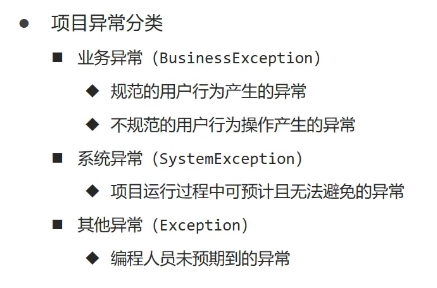 项目异常分类
业务异常（BusinessException）
规范的用户行为产生的异常
不规范的用户行为操作产生的异常
系统异常（SystemException）
项目运行过程中可预计且无法避免的异常
其他异常（Exception）
编程人员未预期到的异常